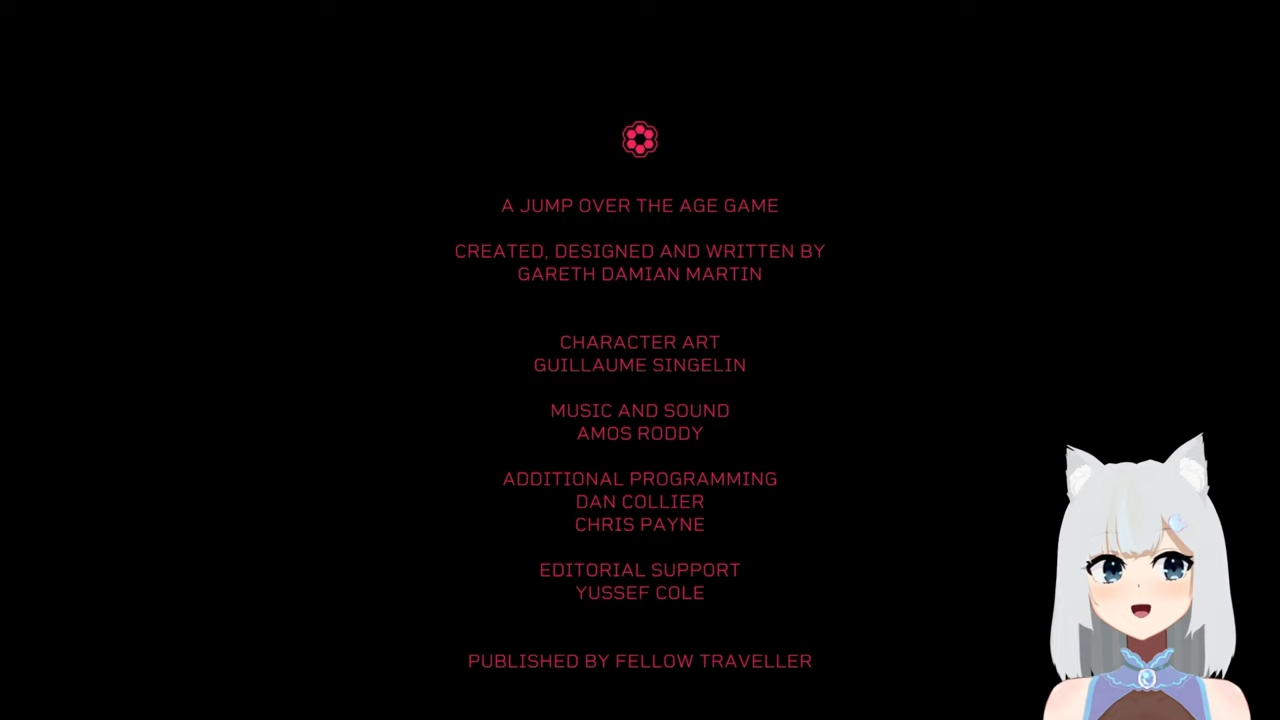 A JUMP OVER THE AGE GAME
CREATED, DESIGNED AND WRITTEN BY
GARETH DAMIAN MARTIN
CHARACTER ART
GUILLAUME SINGELIN
MUSIC AND SOUND
AMOS RODDY
ADDITIONAL PROGRAMMING
DAN COLLIER
CHRIS PAYNE
EDITORIAL SUPPORT
YUSSEF COLE
PUBLISHED BY FELLOW TRAVELLER